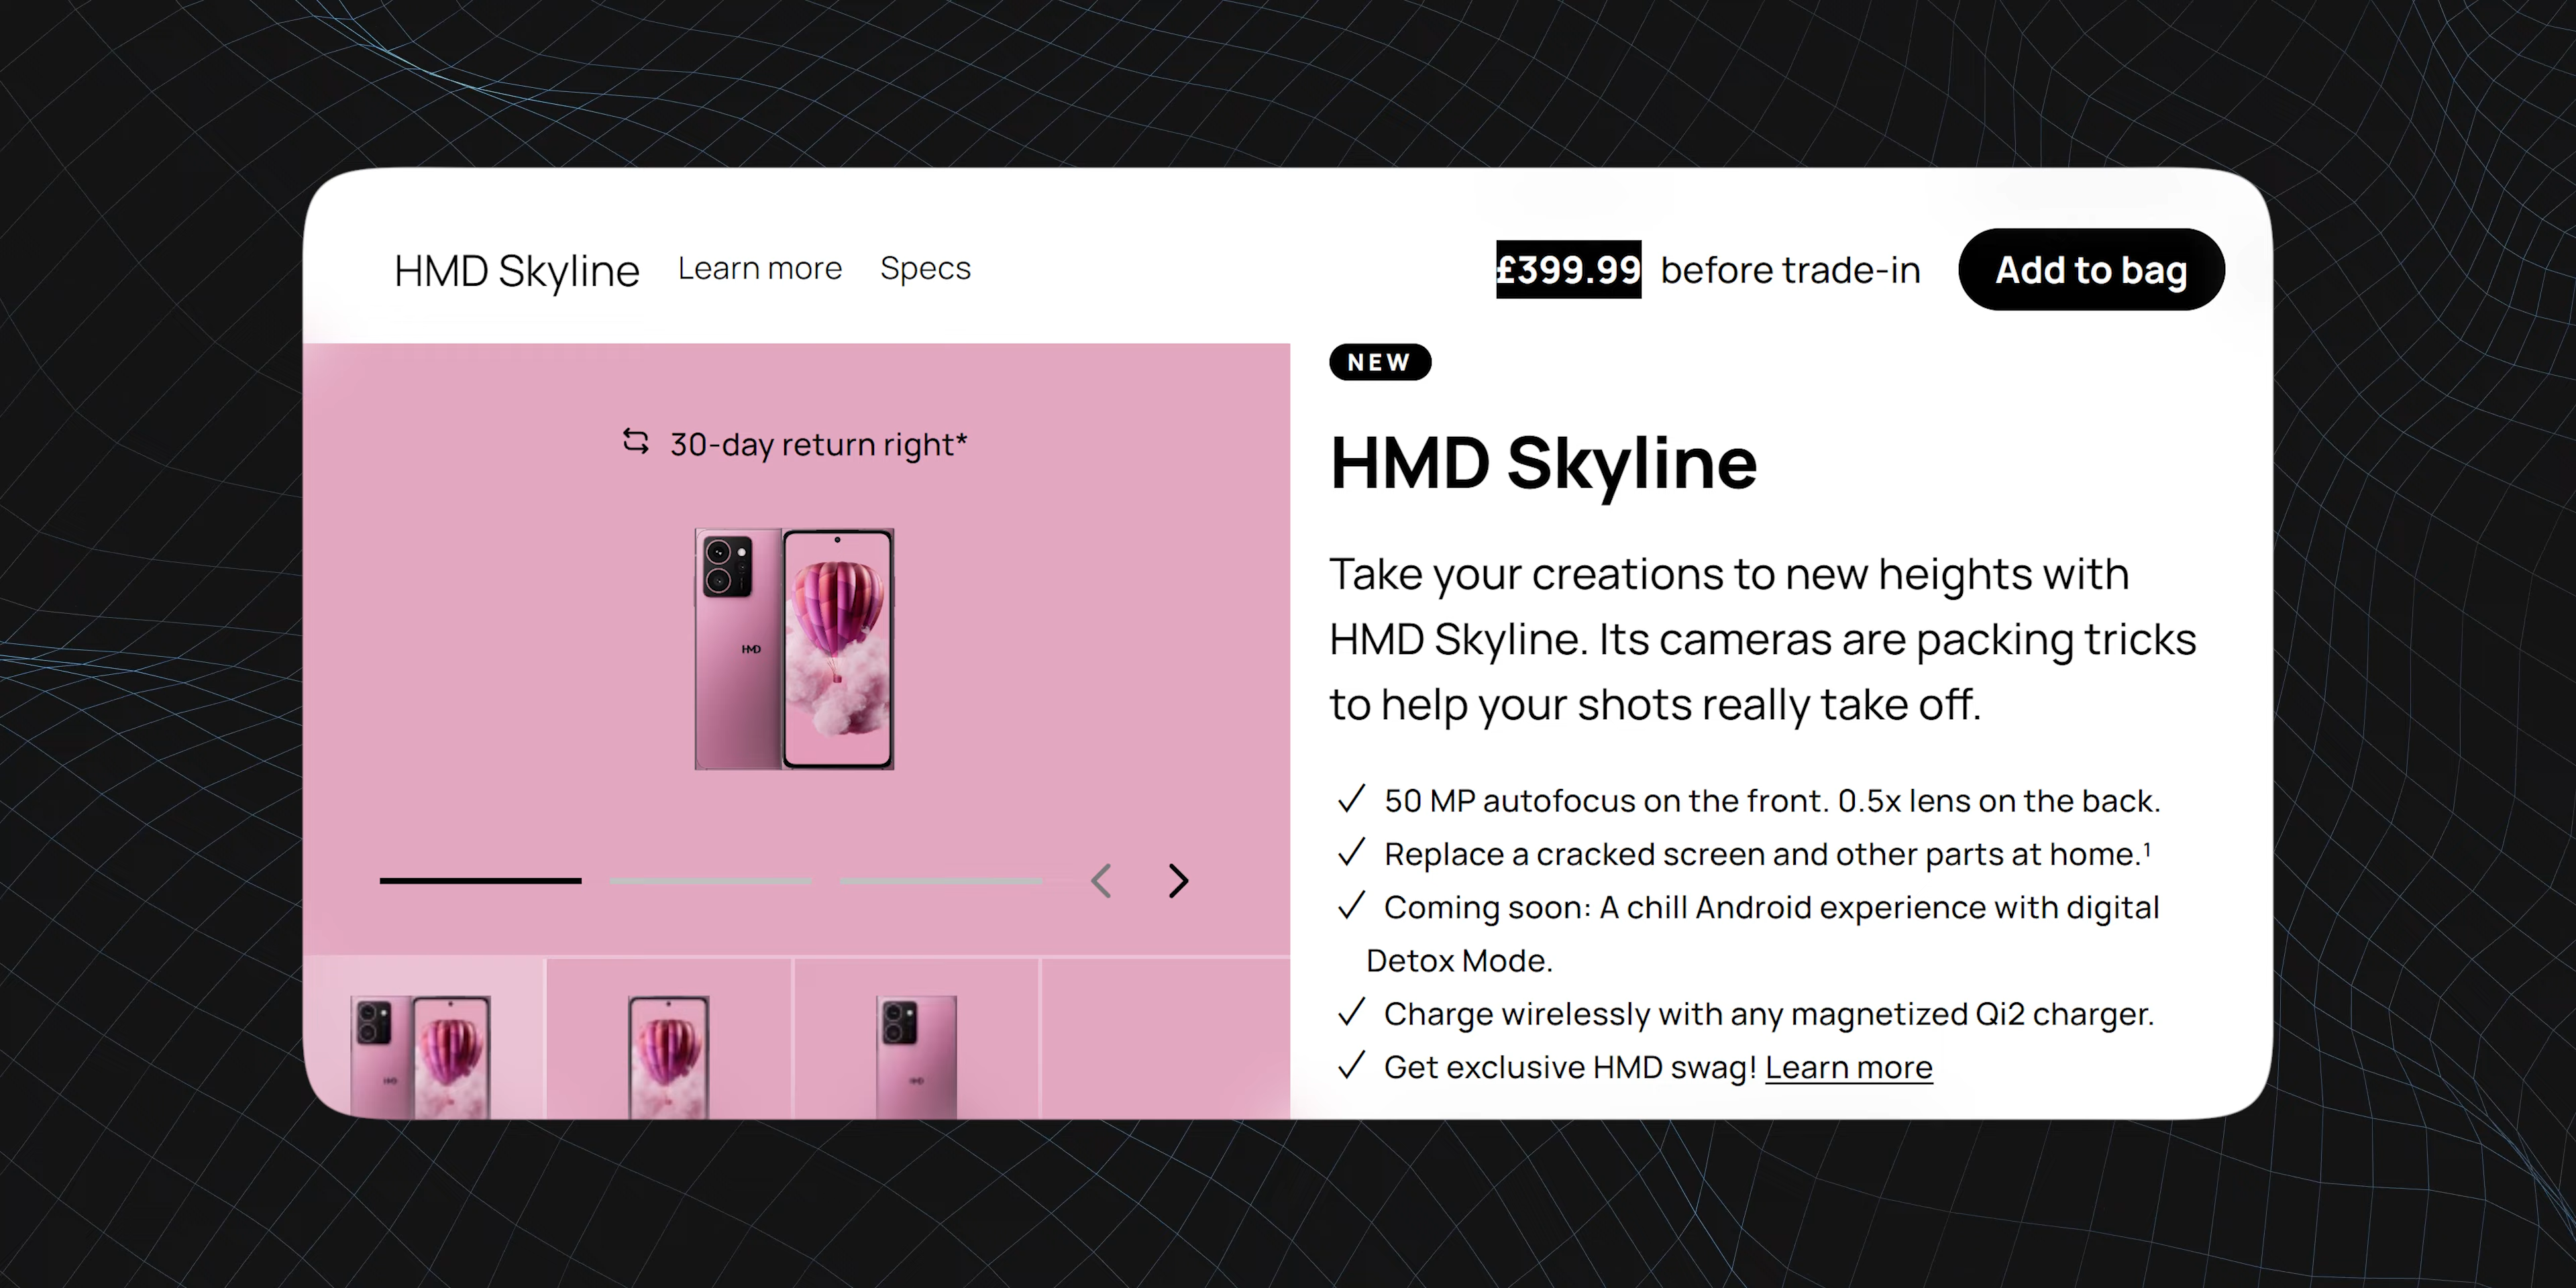 HMD Skyline
Learn more
Specs
£399.99 before trade-in
Add to bag
30-day return right*
HMD
NEW
HMD Skyline
Take your creations to new heights with
HMD Skyline. Its cameras are packing tricks
to help your shots really take off.
50 MP autofocus on the front. 0.5x lens on the back.
Replace a cracked screen and other parts at home.¹
Coming soon: A chill Android experience with digital
Detox Mode.
Charge wirelessly with any magnetized Qi2 charger.
Get exclusive HMD swag! Learn more
HMD
HMD